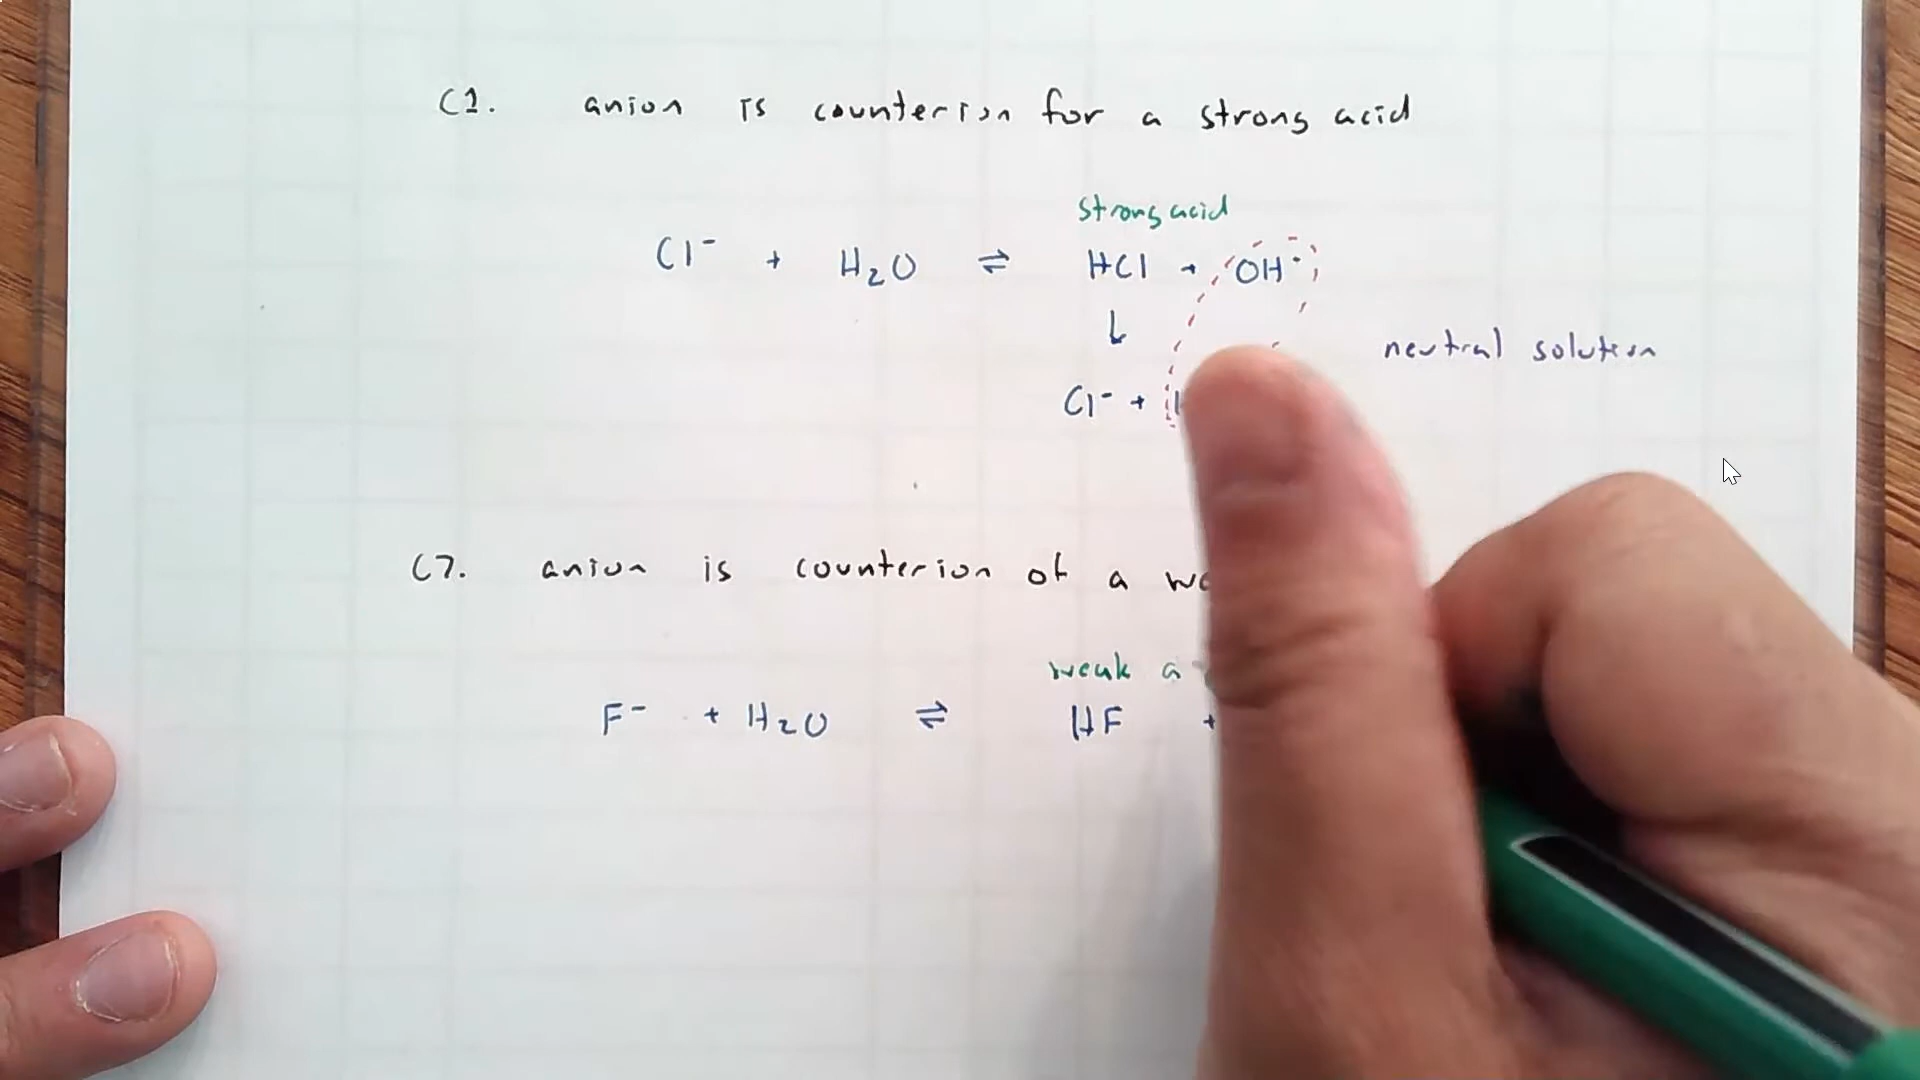 C1. anion is counterion for a strong acid
strong acid
Cl⁻ + H₂O ⇌ HCl + OH⁻
↓
neutral solution
Cl⁻ +
C2. anion is counterion of a
weak a
F⁻ + H₂O ⇌ HF +